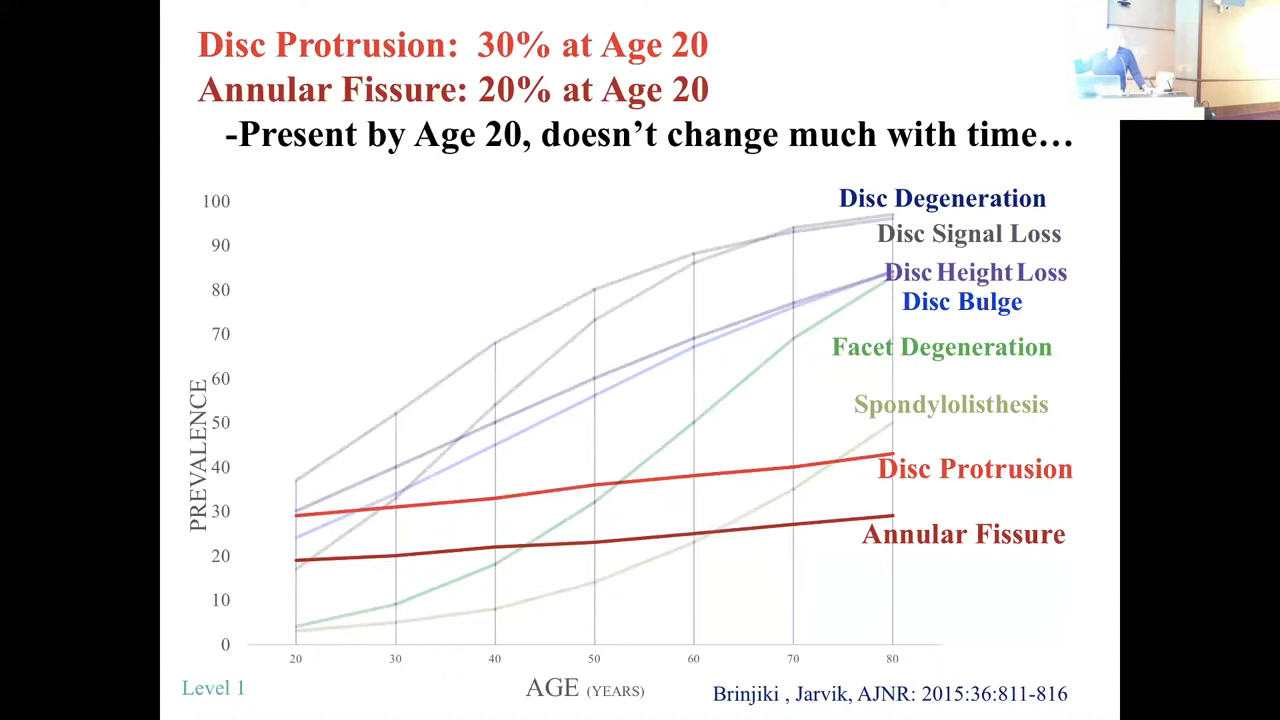 Disc Protrusion: 30% at Age 20
Annular Fissure: 20% at Age 20
-Present by Age 20, doesn't change much with time…
100
90
80
70
60
50
40
30
20
10
0
PREVALENCE
Disc Degeneration
Disc Signal Loss
Disc Height Loss
Disc Bulge
Facet Degeneration
Spondylolisthesis
Disc Protrusion
Annular Fissure
20 30 40 50 60 70 80
AGE (YEARS)
Level 1
Brinjiki , Jarvik, AJNR: 2015:36:811-816